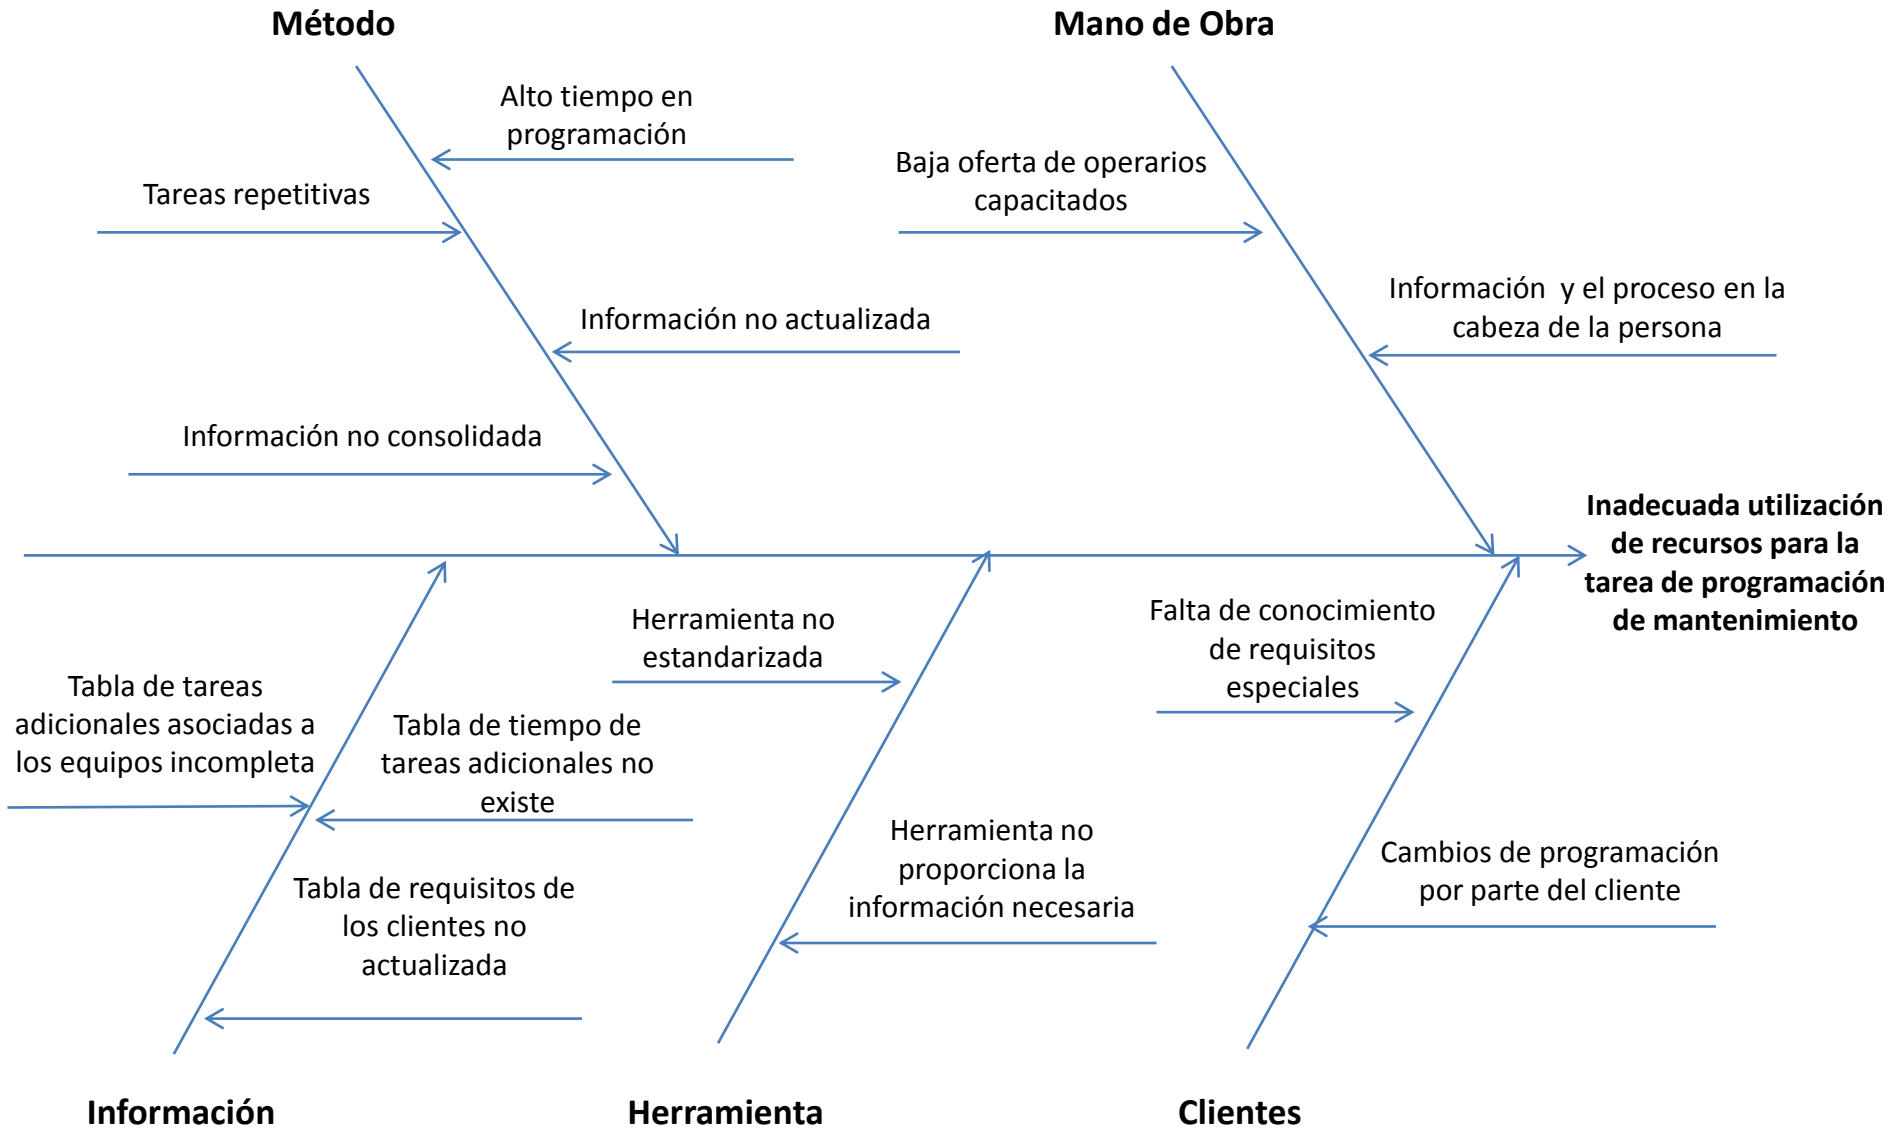 Método
Mano de Obra
Alto tiempo en
programación
Tareas repetitivas
Baja oferta de operarios
capacitados
Información no actualizada
Información  y el proceso en la
cabeza de la persona
Información no consolidada
Inadecuada utilización
de recursos para la
tarea de programación
de mantenimiento
Tabla de tareas
adicionales asociadas a
los equipos incompleta
Tabla de tiempo de
tareas adicionales no
existe
Tabla de requisitos de
los clientes no
actualizada
Herramienta no
estandarizada
Herramienta no
proporciona la
información necesaria
Falta de conocimiento
de requisitos
especiales
Cambios de programación
por parte del cliente
Información
Herramienta
Clientes